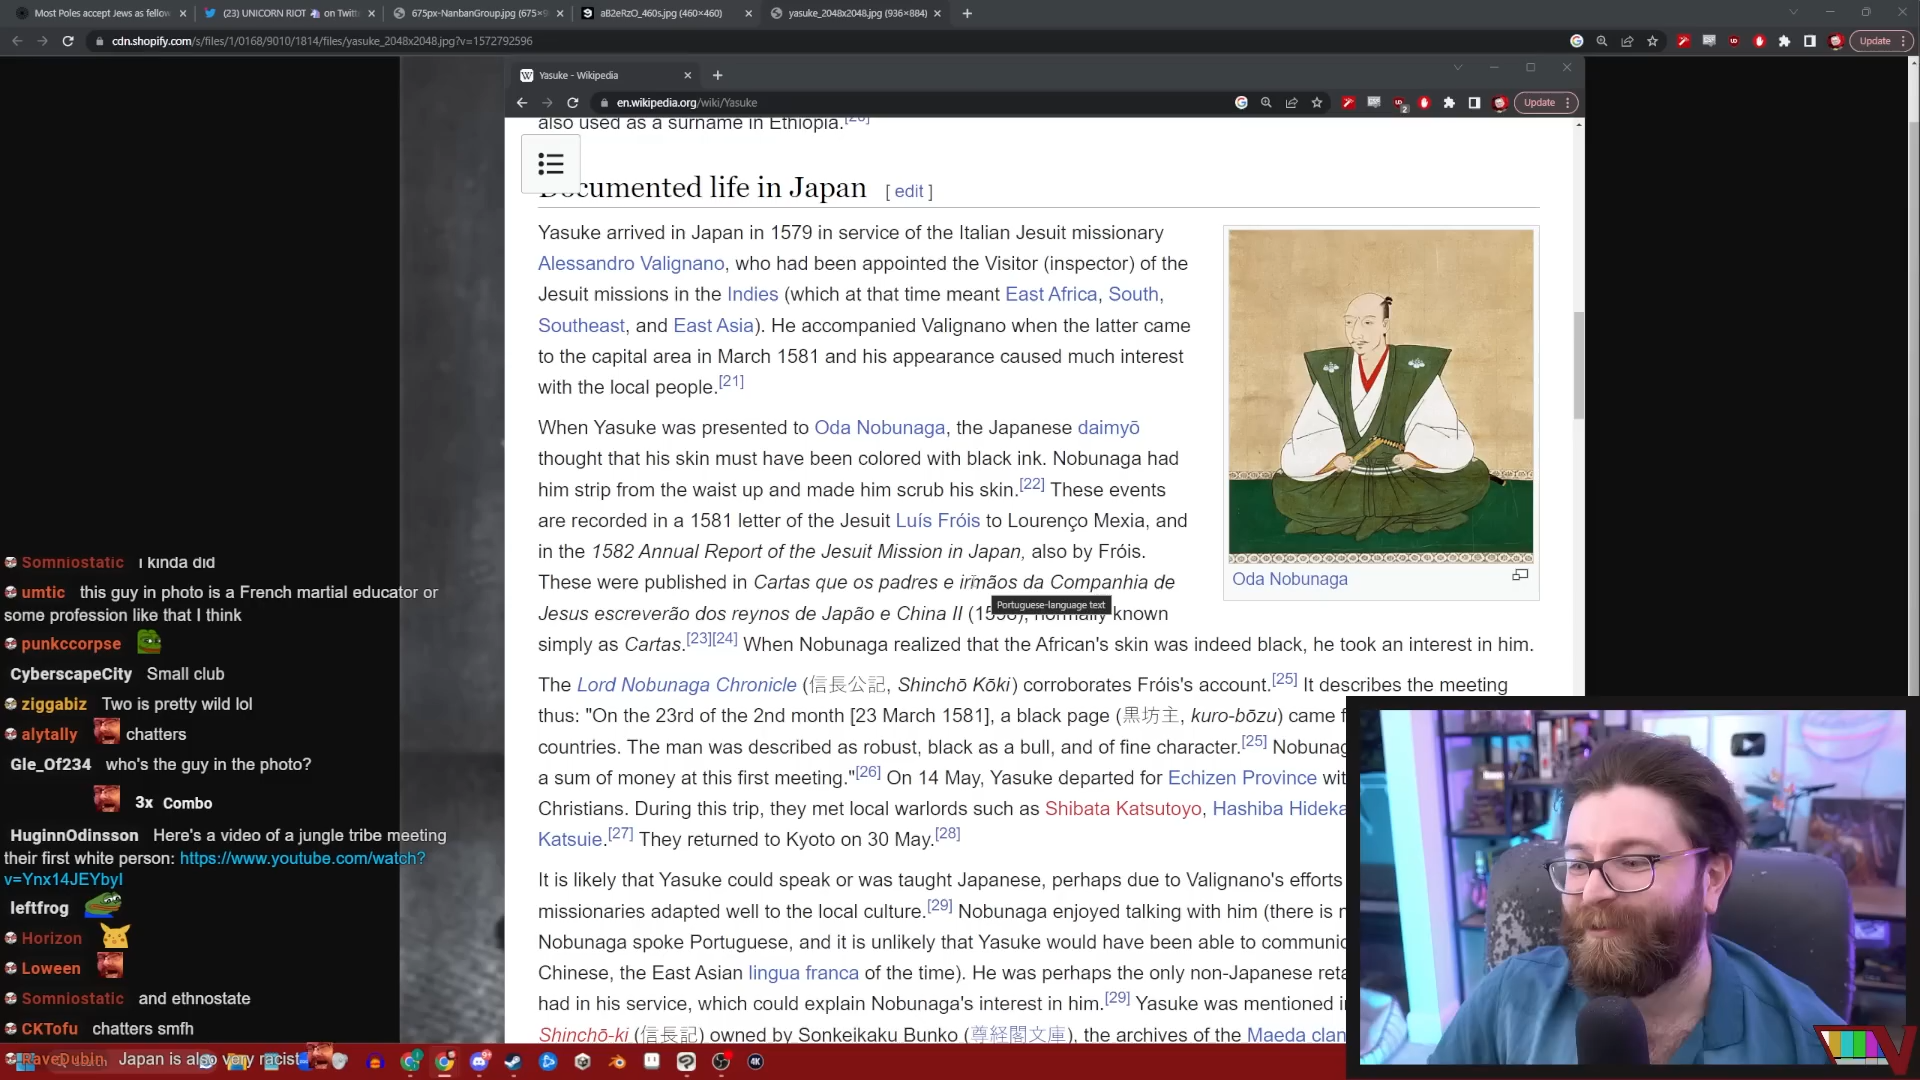 Most Poles accept Jews as fellow
(23) UNICORN RIOT 🦄 on Twitt
675px-NanbanGroup.jpg (675×9
aB2eRzO_460s.jpg (460×460)
yasuke_2048x2048.jpg (936×884)
cdn.shopify.com/s/files/1/0168/9010/1814/files/yasuke_2048x2048.jpg?v=1572792596
Update
Yasuke - Wikipedia
en.wikipedia.org/wiki/Yasuke
Update
also used as a surname in Ethiopia.[20]
Documented life in Japan [ edit ]
Yasuke arrived in Japan in 1579 in service of the Italian Jesuit missionary
Alessandro Valignano, who had been appointed the Visitor (inspector) of the
Jesuit missions in the Indies (which at that time meant East Africa, South,
Southeast, and East Asia). He accompanied Valignano when the latter came
to the capital area in March 1581 and his appearance caused much interest
with the local people.[21]
When Yasuke was presented to Oda Nobunaga, the Japanese daimyō
thought that his skin must have been colored with black ink. Nobunaga had
him strip from the waist up and made him scrub his skin.[22] These events
are recorded in a 1581 letter of the Jesuit Luís Fróis to Lourenço Mexia, and
in the 1582 Annual Report of the Jesuit Mission in Japan, also by Fróis.
These were published in Cartas que os padres e irmãos da Companhia de
Jesus escreverão dos reynos de Japão e China II (1598), normally known
simply as Cartas.[23][24] When Nobunaga realized that the African's skin was indeed black, he took an interest in him.
Portuguese-language text
Oda Nobunaga
The Lord Nobunaga Chronicle (信長公記, Shinchō Kōki) corroborates Fróis's account.[25] It describes the meeting
thus: "On the 23rd of the 2nd month [23 March 1581], a black page (黒坊主, kuro-bōzu) came f
countries. The man was described as robust, black as a bull, and of fine character.[25] Nobunag
a sum of money at this first meeting."[26] On 14 May, Yasuke departed for Echizen Province wit
Christians. During this trip, they met local warlords such as Shibata Katsutoyo, Hashiba Hideka
Katsuie.[27] They returned to Kyoto on 30 May.[28]
It is likely that Yasuke could speak or was taught Japanese, perhaps due to Valignano's efforts
missionaries adapted well to the local culture.[29] Nobunaga enjoyed talking with him (there is n
Nobunaga spoke Portuguese, and it is unlikely that Yasuke would have been able to communic
Chinese, the East Asian lingua franca of the time). He was perhaps the only non-Japanese reta
had in his service, which could explain Nobunaga's interest in him.[29] Yasuke was mentioned i
Shinchō-ki (信長記) owned by Sonkeikaku Bunko (尊経閣文庫), the archives of the Maeda clan
Somniostatic I kinda did
umtic this guy in photo is a French martial educator or
some profession like that I think
punkccorpse
CyberscapeCity Small club
ziggabiz Two is pretty wild lol
alytally chatters
Gle_Of234 who's the guy in the photo?
3x Combo
HuginnOdinsson Here's a video of a jungle tribe meeting
their first white person: https://www.youtube.com/watch?
v=Ynx14JEYbyI
leftfrog
Horizon
Loween
Somniostatic and ethnostate
CKTofu chatters smfh
RaveDubin Japan is also very racist
Search
4K
V